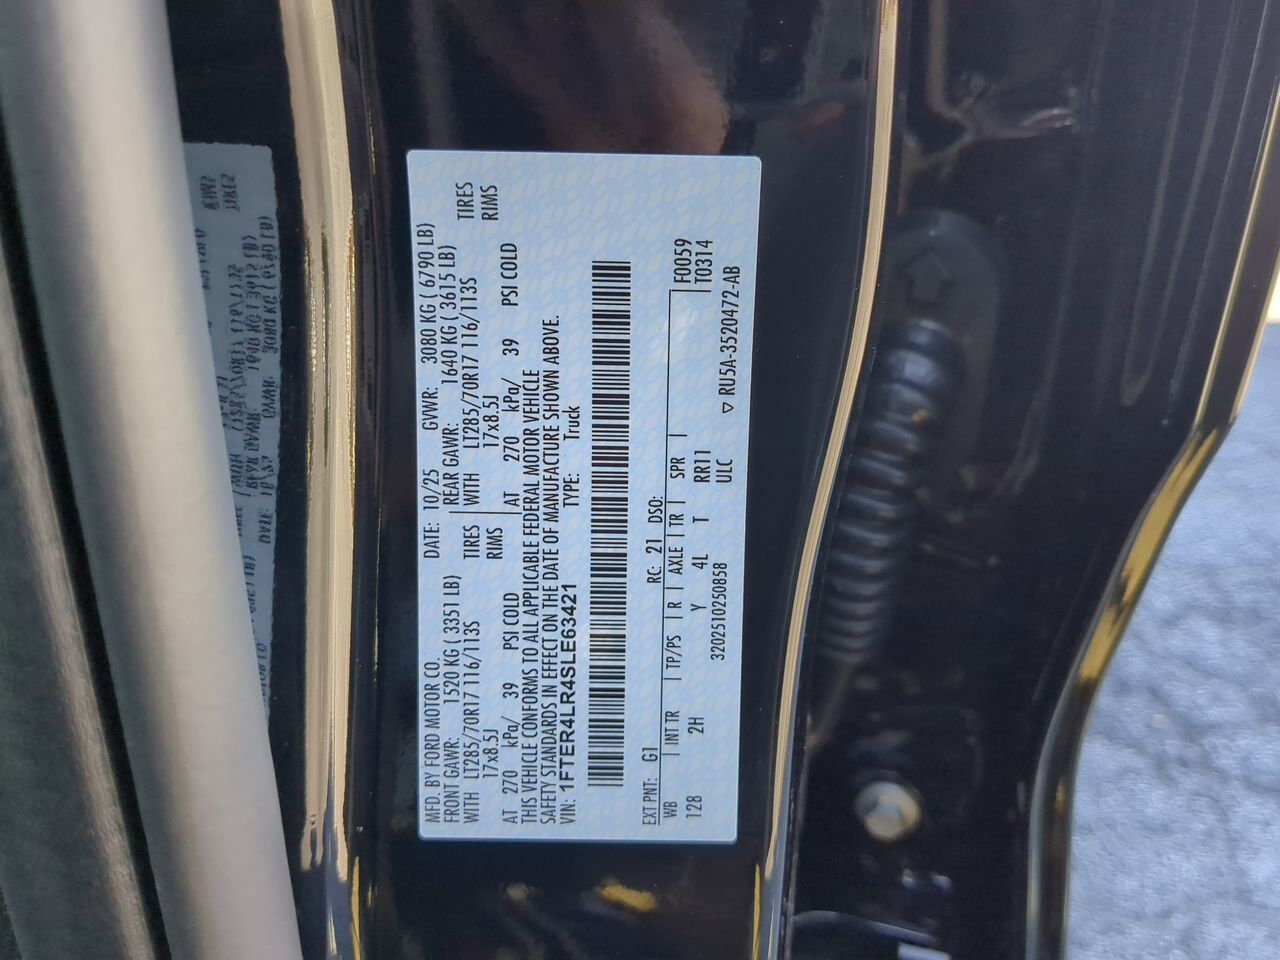 MFD. BY FORD MOTOR CO. DATE: 10/25 GVWR: 3080 KG ( 6790 LB)
FRONT GAWR: 1520 KG ( 3351 LB) REAR GAWR: 1640 KG ( 3615 LB)
WITH LT285/70R17 116/113S TIRES WITH LT285/70R17 116/113S TIRES
17x8.5J RIMS 17x8.5J RIMS
AT 270 kPa/ 39 PSI COLD AT 270 kPa/ 39 PSI COLD
THIS VEHICLE CONFORMS TO ALL APPLICABLE FEDERAL MOTOR VEHICLE
SAFETY STANDARDS IN EFFECT ON THE DATE OF MANUFACTURE SHOWN ABOVE.
VIN: 1FTER4LR4SLE63421 TYPE: Truck
EXT PNT: G1 RC: 21 DSO:
WB | INT TR | TP/PS | R | AXLE | TR | SPR | F0059
128 2H Y 4L T RR11 T0314
3202510250858 ULC ▽ RU5A-3520472-AB